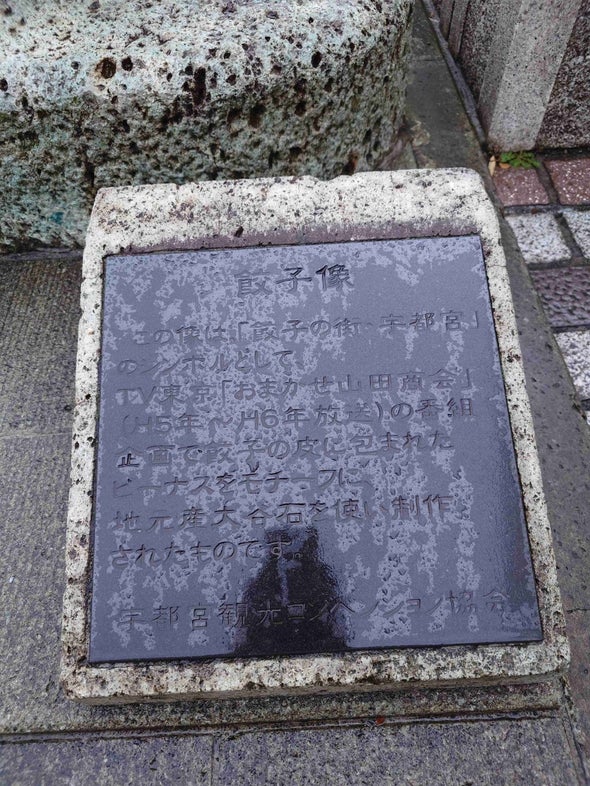 餃子像
この像は、「餃子の街・宇都宮」
のシンボルとして
TV東京「おまかせ山田商会」
(H5年～H6年放送)の番組
企画で餃子の皮に包まれた
ビーナスをモチーフに、
地元産大谷石を使い制作
されたものです。
宇都宮観光コンベンション協会